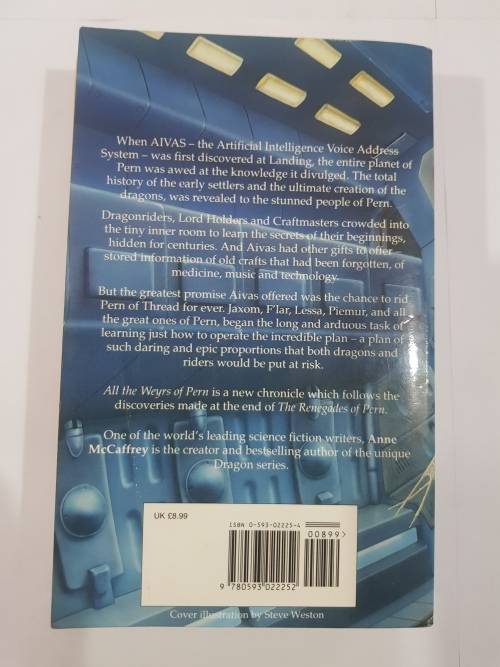 When AIVAS – the Artificial Intelligence Voice Address
System – was first discovered at Landing, the entire planet of
Pern was awed at the knowledge it divulged. The total
history of the early settlers and the ultimate creation of the
dragons, was revealed to the stunned people of Pern.
Dragonriders, Lord Holders and Craftmasters crowded into
the tiny inner room to learn the secrets of their beginnings,
hidden for centuries. And Aivas had other gifts to offer –
stored information of old crafts that had been forgotten, of
medicine, music and technology.
But the greatest promise Aivas offered was the chance to rid
Pern of Thread for ever. Jaxom, F'lar, Lessa, Piemur, and all
the great ones of Pern, began the long and arduous task of
learning just how to operate the incredible plan – a plan of
such daring and epic proportions that both dragons and
riders would be put at risk.
All the Weyrs of Pern is a new chronicle which follows the
discoveries made at the end of The Renegades of Pern.
One of the world's leading science fiction writers, Anne
McCaffrey is the creator and bestselling author of the unique
Dragon series.
UK £8.99
ISBN 0-593-02225-4
00899>
9 780593 022252
Cover illustration by Steve Weston